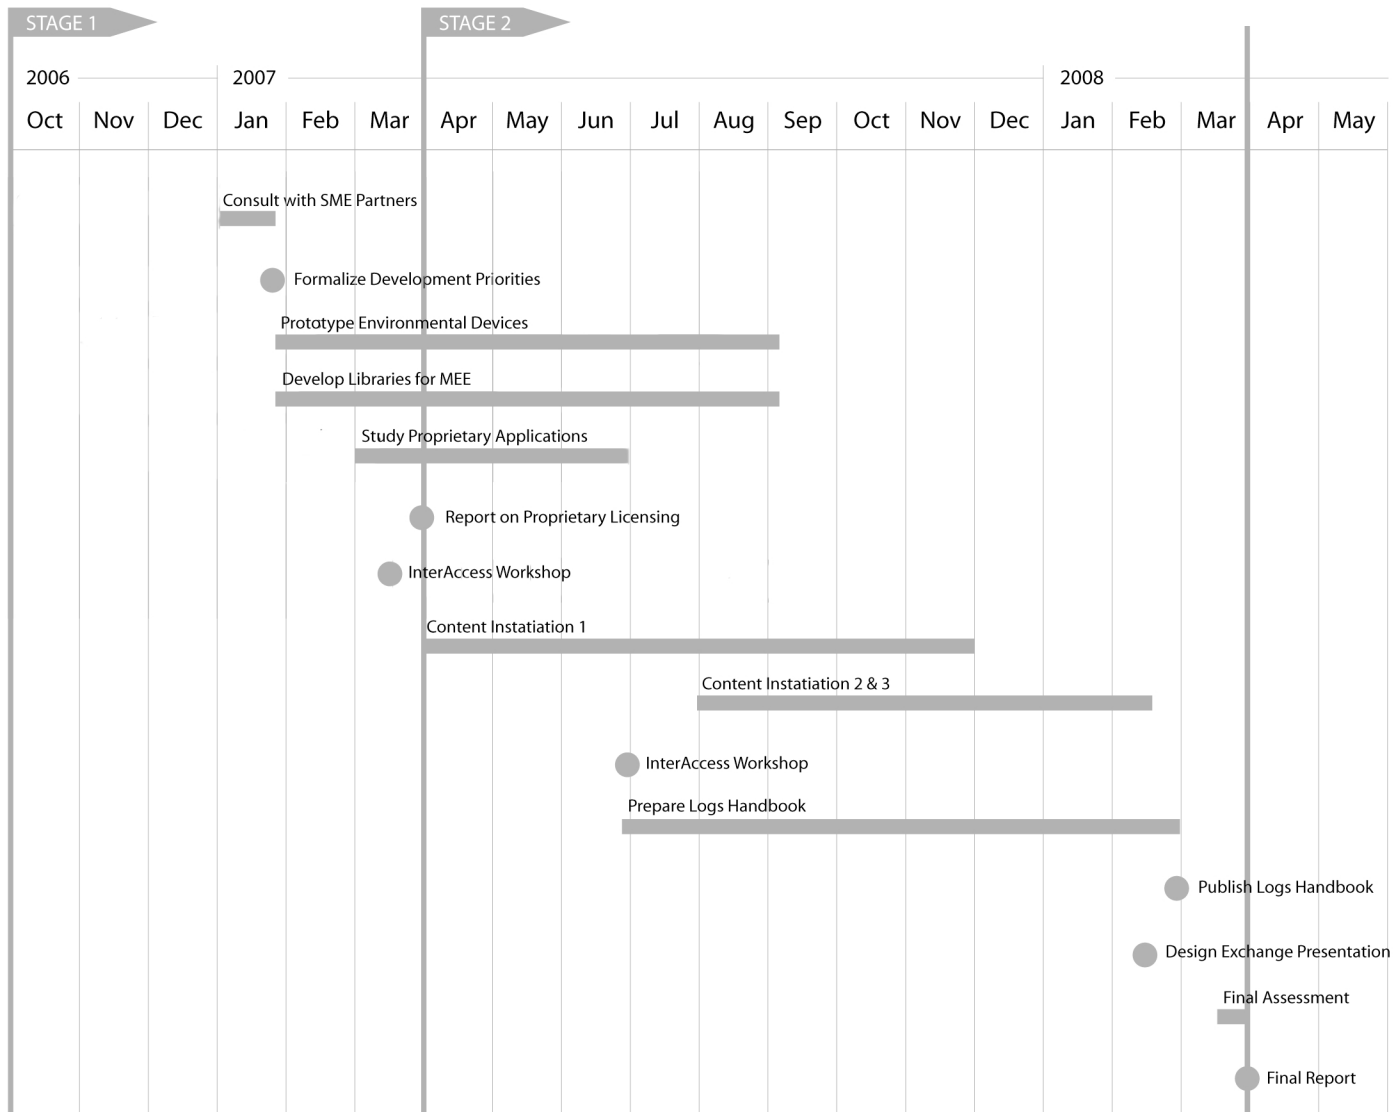 STAGE 1 STAGE 2
2006 2007 2008
Oct Nov Dec Jan Feb Mar Apr May Jun Jul Aug Sep Oct Nov Dec Jan Feb Mar Apr May
Consult with SME Partners
Formalize Development Priorities
Prototype Environmental Devices
Develop Libraries for MEE
Study Proprietary Applications
Report on Proprietary Licensing
InterAccess Workshop
Content Instatiation 1
Content Instatiation 2 & 3
InterAccess Workshop
Prepare Logs Handbook
Publish Logs Handbook
Design Exchange Presentation
Final Assessment
Final Report